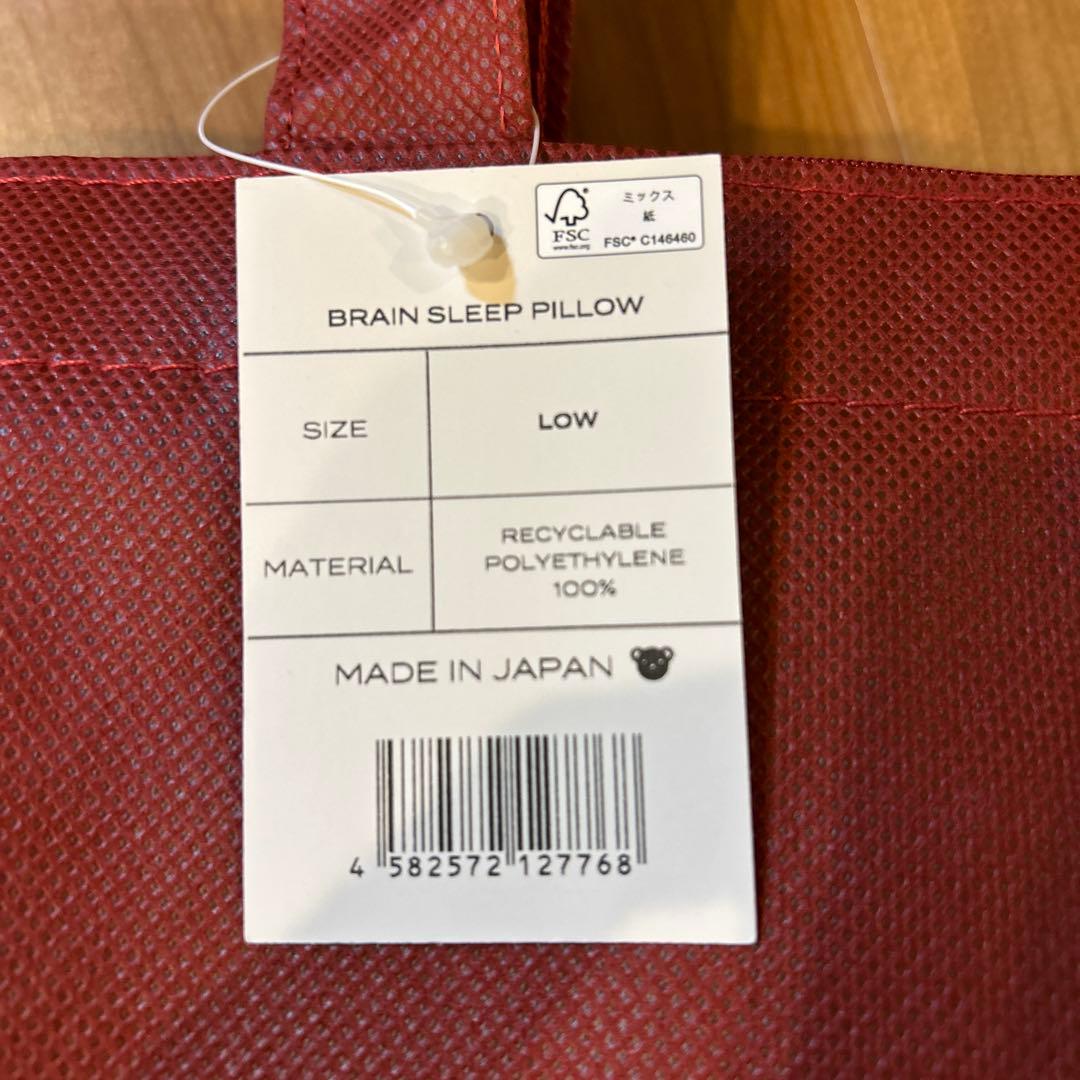 ミックス
紙
FSC
www.fsc.org
FSC® C146460
BRAIN SLEEP PILLOW
SIZE
LOW
MATERIAL
RECYCLABLE
POLYETHYLENE
100%
MADE IN JAPAN
4 582572 127768